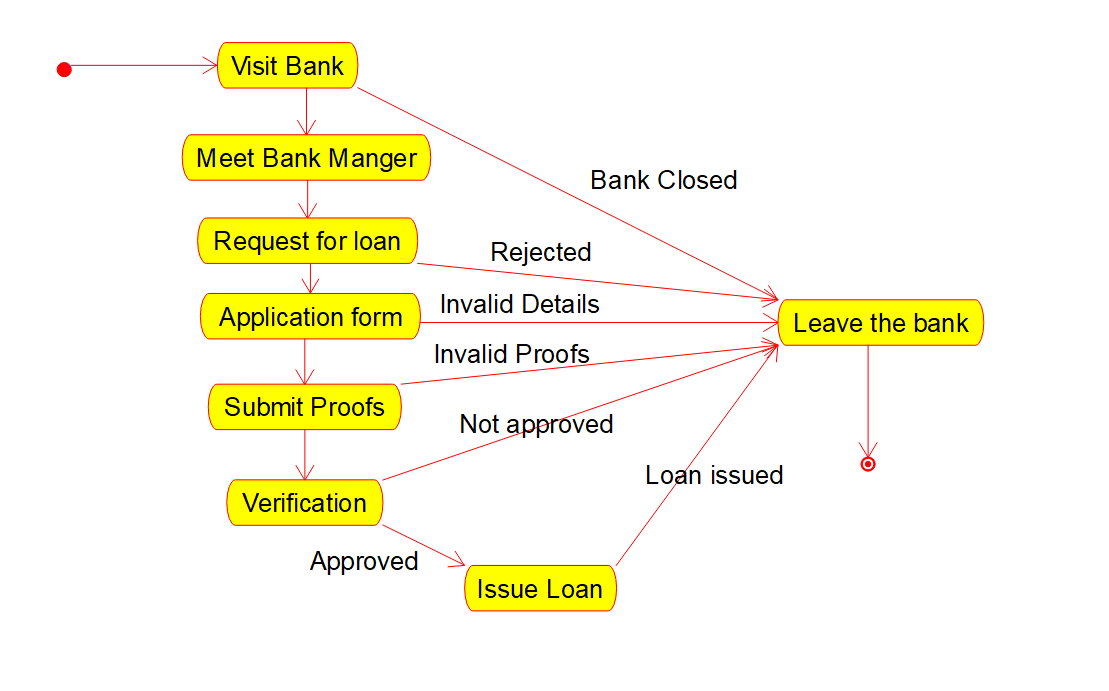 Visit Bank
Meet Bank Manger
Bank Closed
Request for loan
Rejected
Invalid Details
Application form
Leave the bank
Invalid Proofs
Submit Proofs
Not approved
Loan issued
Verification
Approved
Issue Loan